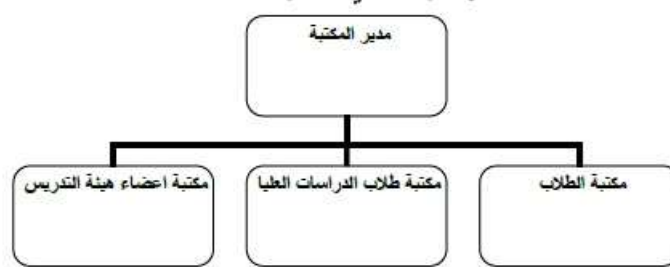 مدير المكتبة
مكتبة الطلاب
مكتبة طلاب الدراسات العليا
مكتبة اعضاء هيئة التدريس